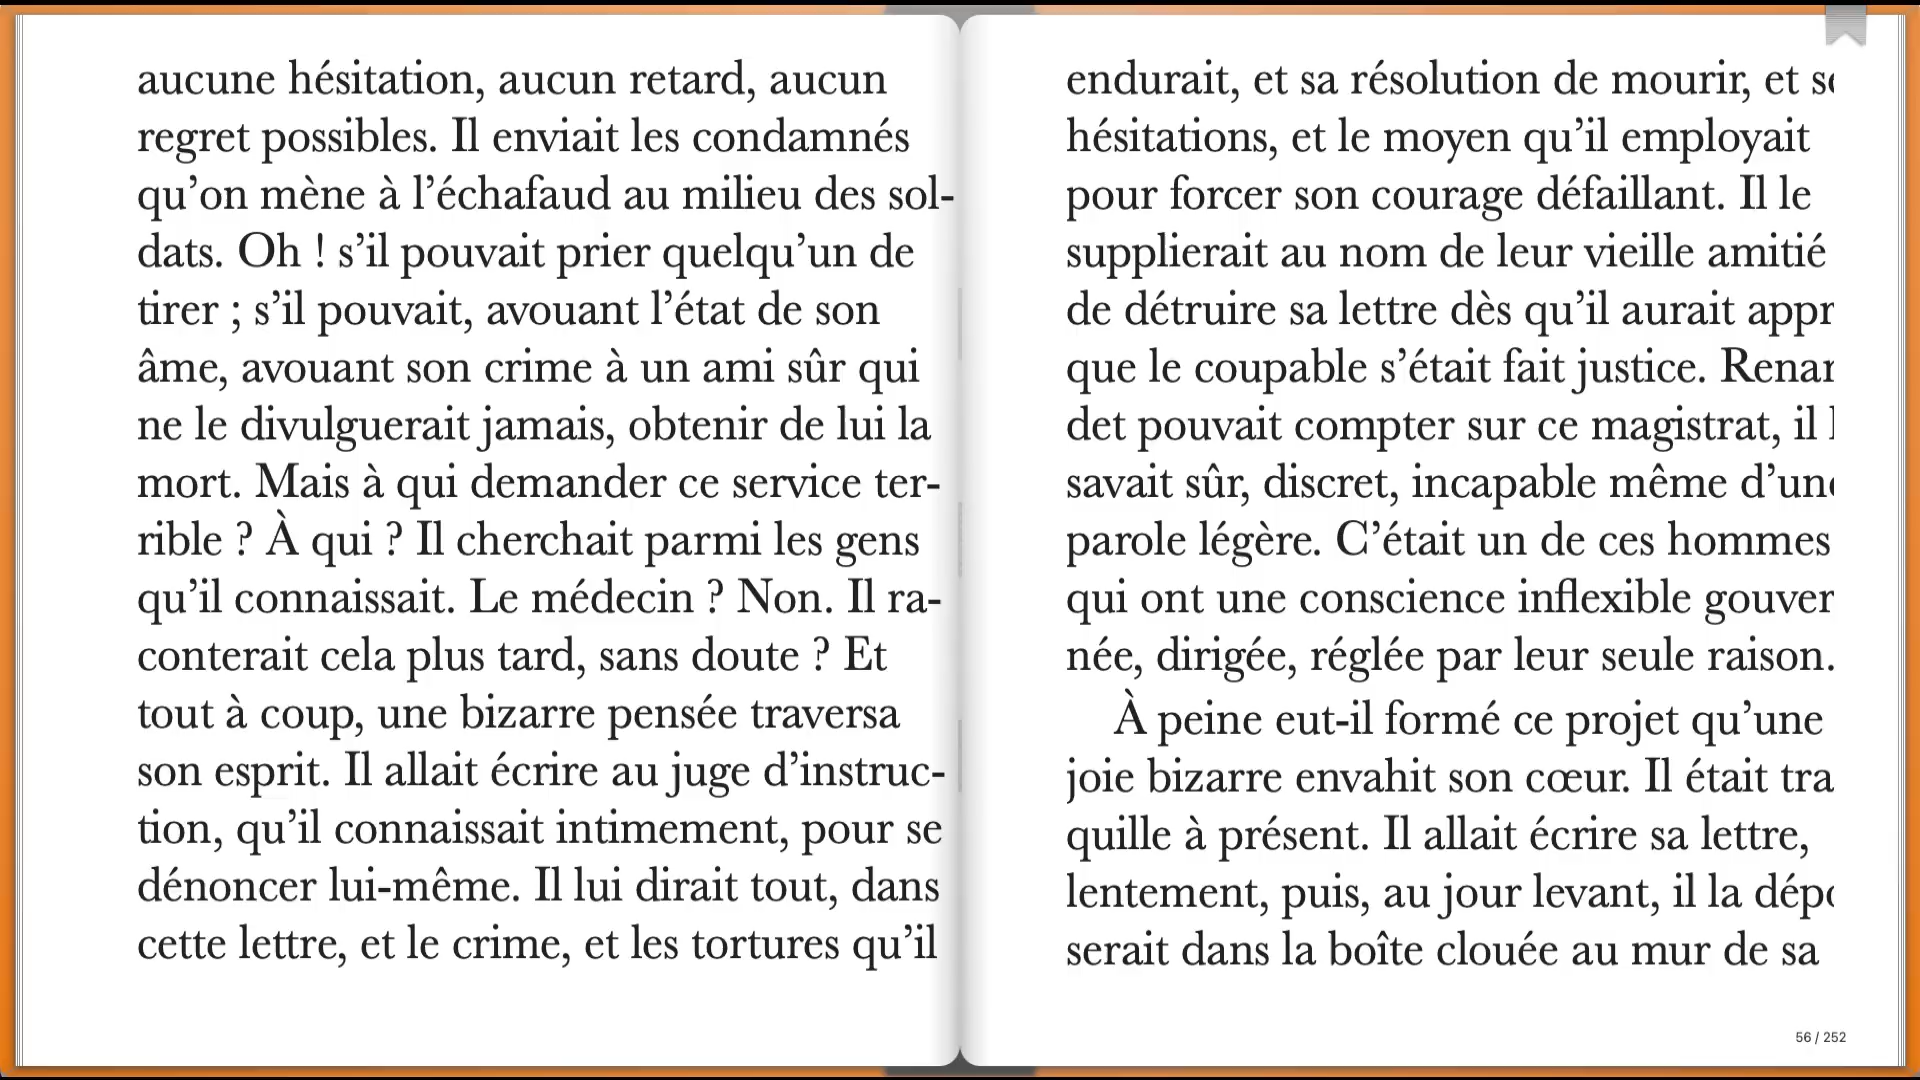 aucune hésitation, aucun retard, aucun
regret possibles. Il enviait les condamnés
qu’on mène à l’échafaud au milieu des sol-
dats. Oh ! s’il pouvait prier quelqu’un de
tirer ; s’il pouvait, avouant l’état de son
âme, avouant son crime à un ami sûr qui
ne le divulguerait jamais, obtenir de lui la
mort. Mais à qui demander ce service ter-
rible ? À qui ? Il cherchait parmi les gens
qu’il connaissait. Le médecin ? Non. Il ra-
conterait cela plus tard, sans doute ? Et
tout à coup, une bizarre pensée traversa
son esprit. Il allait écrire au juge d’instruc-
tion, qu’il connaissait intimement, pour se
dénoncer lui-même. Il lui dirait tout, dans
cette lettre, et le crime, et les tortures qu’il
endurait, et sa résolution de mourir, et
hésitations, et le moyen qu’il employait
pour forcer son courage défaillant. Il le
supplierait au nom de leur vieille amitié
de détruire sa lettre dès qu’il aurait appr
que le coupable s’était fait justice. Renar
det pouvait compter sur ce magistrat, il
savait sûr, discret, incapable même d’un
parole légère. C’était un de ces hommes
qui ont une conscience inflexible gouver
née, dirigée, réglée par leur seule raison.
À peine eut-il formé ce projet qu’une
joie bizarre envahit son cœur. Il était tra
quille à présent. Il allait écrire sa lettre,
lentement, puis, au jour levant, il la dép
serait dans la boîte clouée au mur de sa
56 / 252